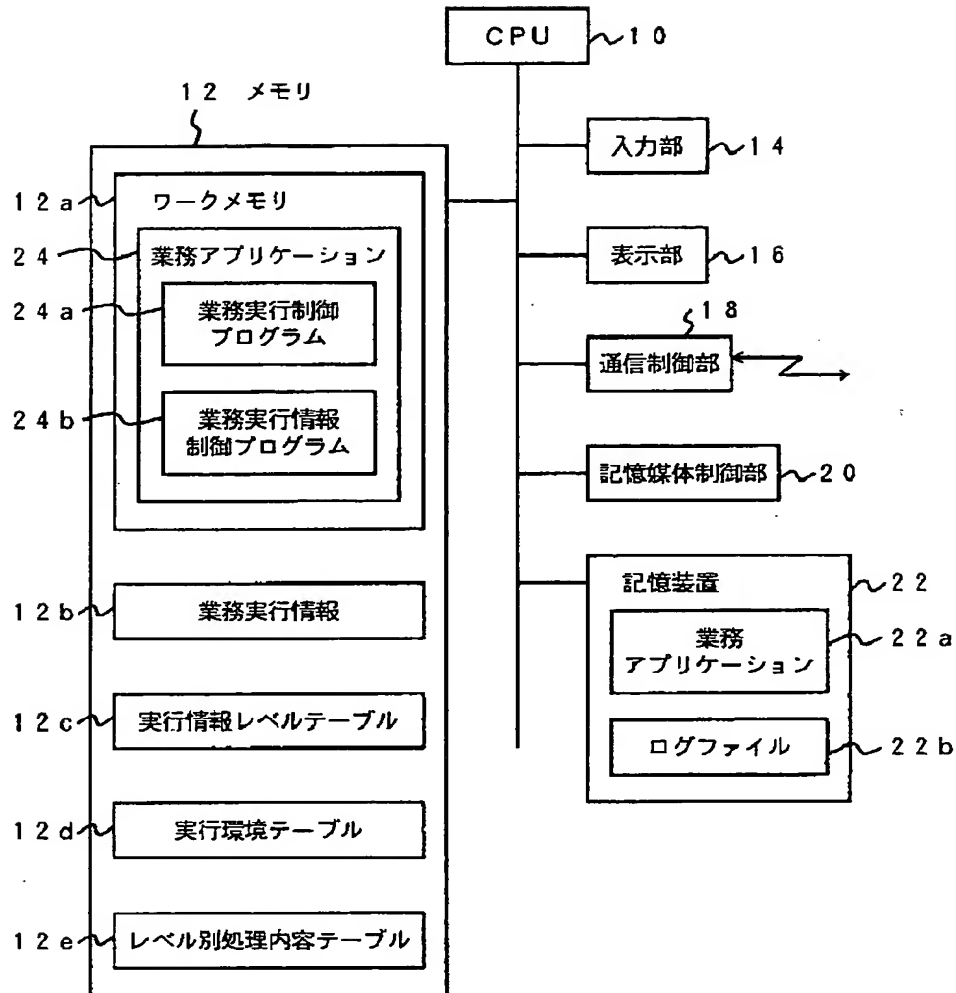 CPU
10
12 メモリ
入力部
14
12a
ワークメモリ
24
業務アプリケーション
表示部
16
24a
業務実行制御
プログラム
18
通信制御部
24b
業務実行情報
制御プログラム
記憶媒体制御部
20
記憶装置
22
12b
業務実行情報
業務
アプリケーション
22a
12c
実行情報レベルテーブル
ログファイル
22b
12d
実行環境テーブル
12e
レベル別処理内容テーブル